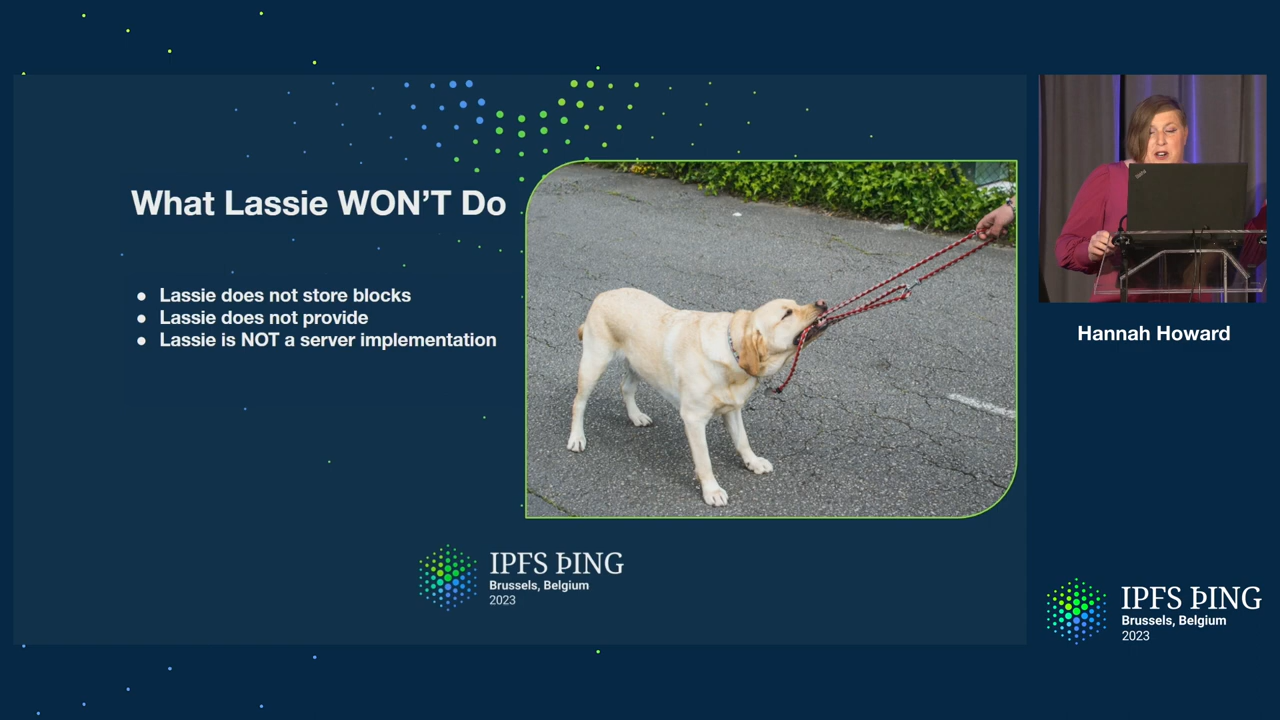 What Lassie WON'T Do
● Lassie does not store blocks
● Lassie does not provide
● Lassie is NOT a server implementation
IPFS ÞING
Brussels, Belgium
2023
Hannah Howard
IPFS ÞING
Brussels, Belgium
2023